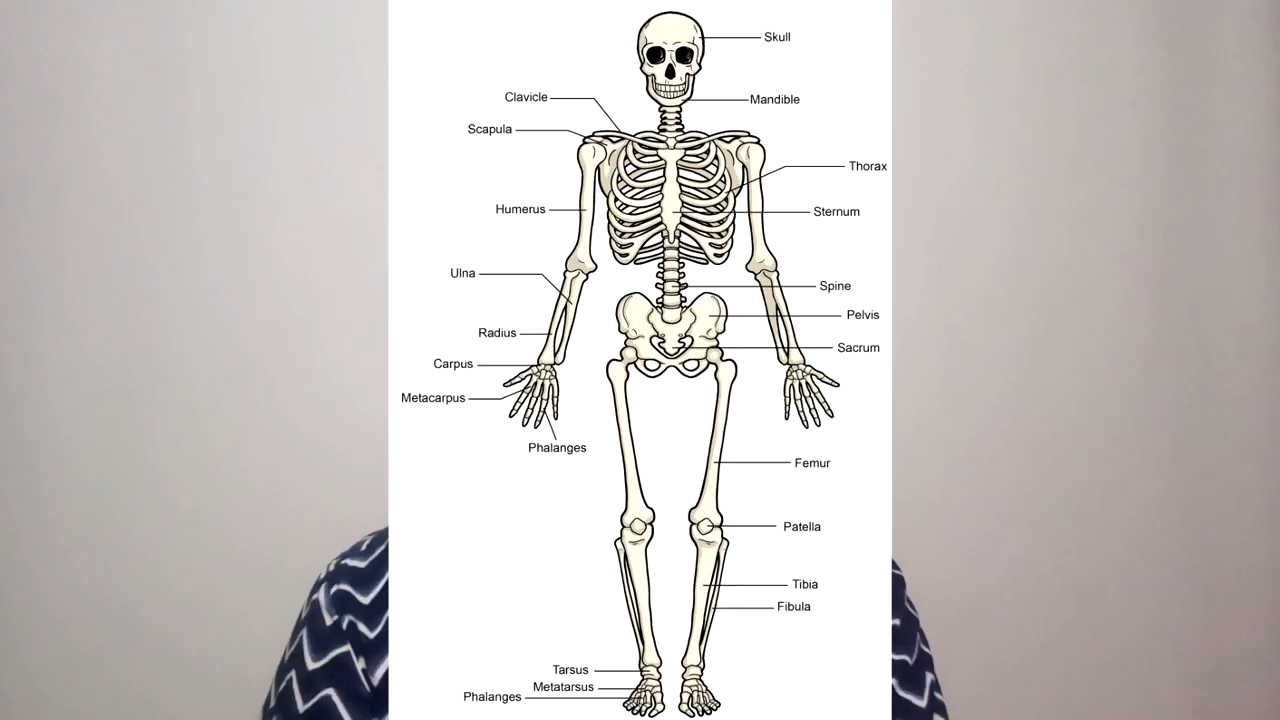 Skull
Clavicle
Mandible
Scapula
Thorax
Humerus
Sternum
Ulna
Spine
Pelvis
Radius
Sacrum
Carpus
Metacarpus
Phalanges
Femur
Patella
Tibia
Fibula
Tarsus
Metatarsus
Phalanges